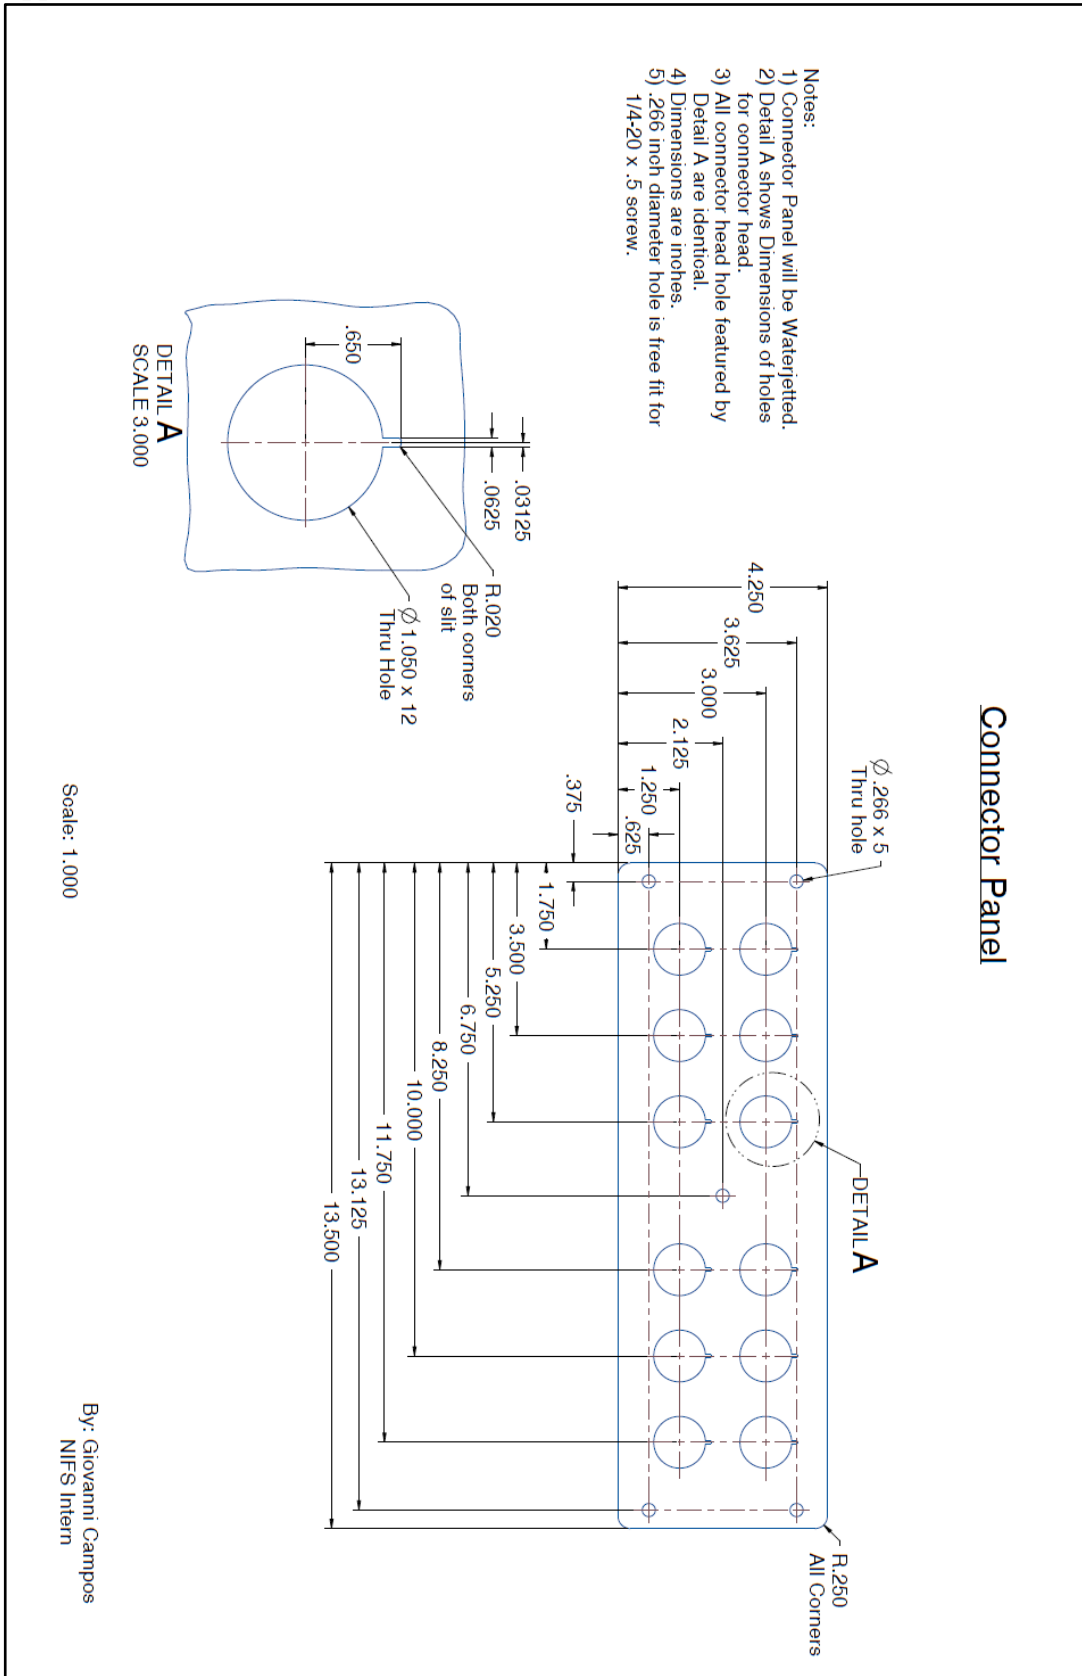 Connector Panel
Notes:
1) Connector Panel will be Waterjetted.
2) Detail A shows Dimensions of holes
for connector head.
3) All connector head hole featured by
Detail A are identical.
4) Dimensions are inches.
5) .266 inch diameter hole is free fit for
1/4-20 x .5 screw.
Ø .266 x 5
Thru hole
4.250
3.625
3.000
2.125
1.250
.625
.375
1.750
3.500
5.250
6.750
8.250
10.000
11.750
13.125
13.500
DETAIL A
R.250
All Corners
.650
.03125
.0625
R.020
Both corners
of slit
Ø 1.050 x 12
Thru Hole
DETAIL A
SCALE 3.000
Scale: 1.000
By: Giovanni Campos
NIFS Intern